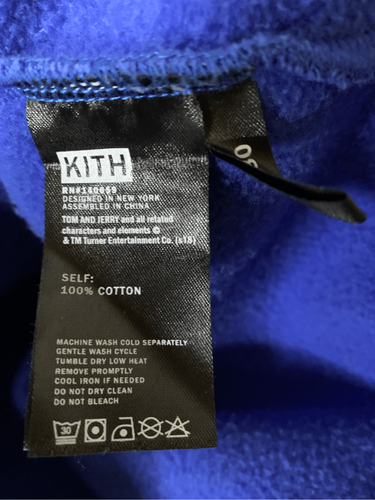 KITH
RN#140059
DESIGNED IN NEW YORK
ASSEMBLED IN CHINA
TOM AND JERRY and all related
characters and elements ©
& TM Turner Entertainment Co. (s18)
SELF:
100% COTTON
MACHINE WASH COLD SEPARATELY
GENTLE WASH CYCLE
TUMBLE DRY LOW HEAT
REMOVE PROMPTLY
COOL IRON IF NEEDED
DO NOT DRY CLEAN
DO NOT BLEACH
30